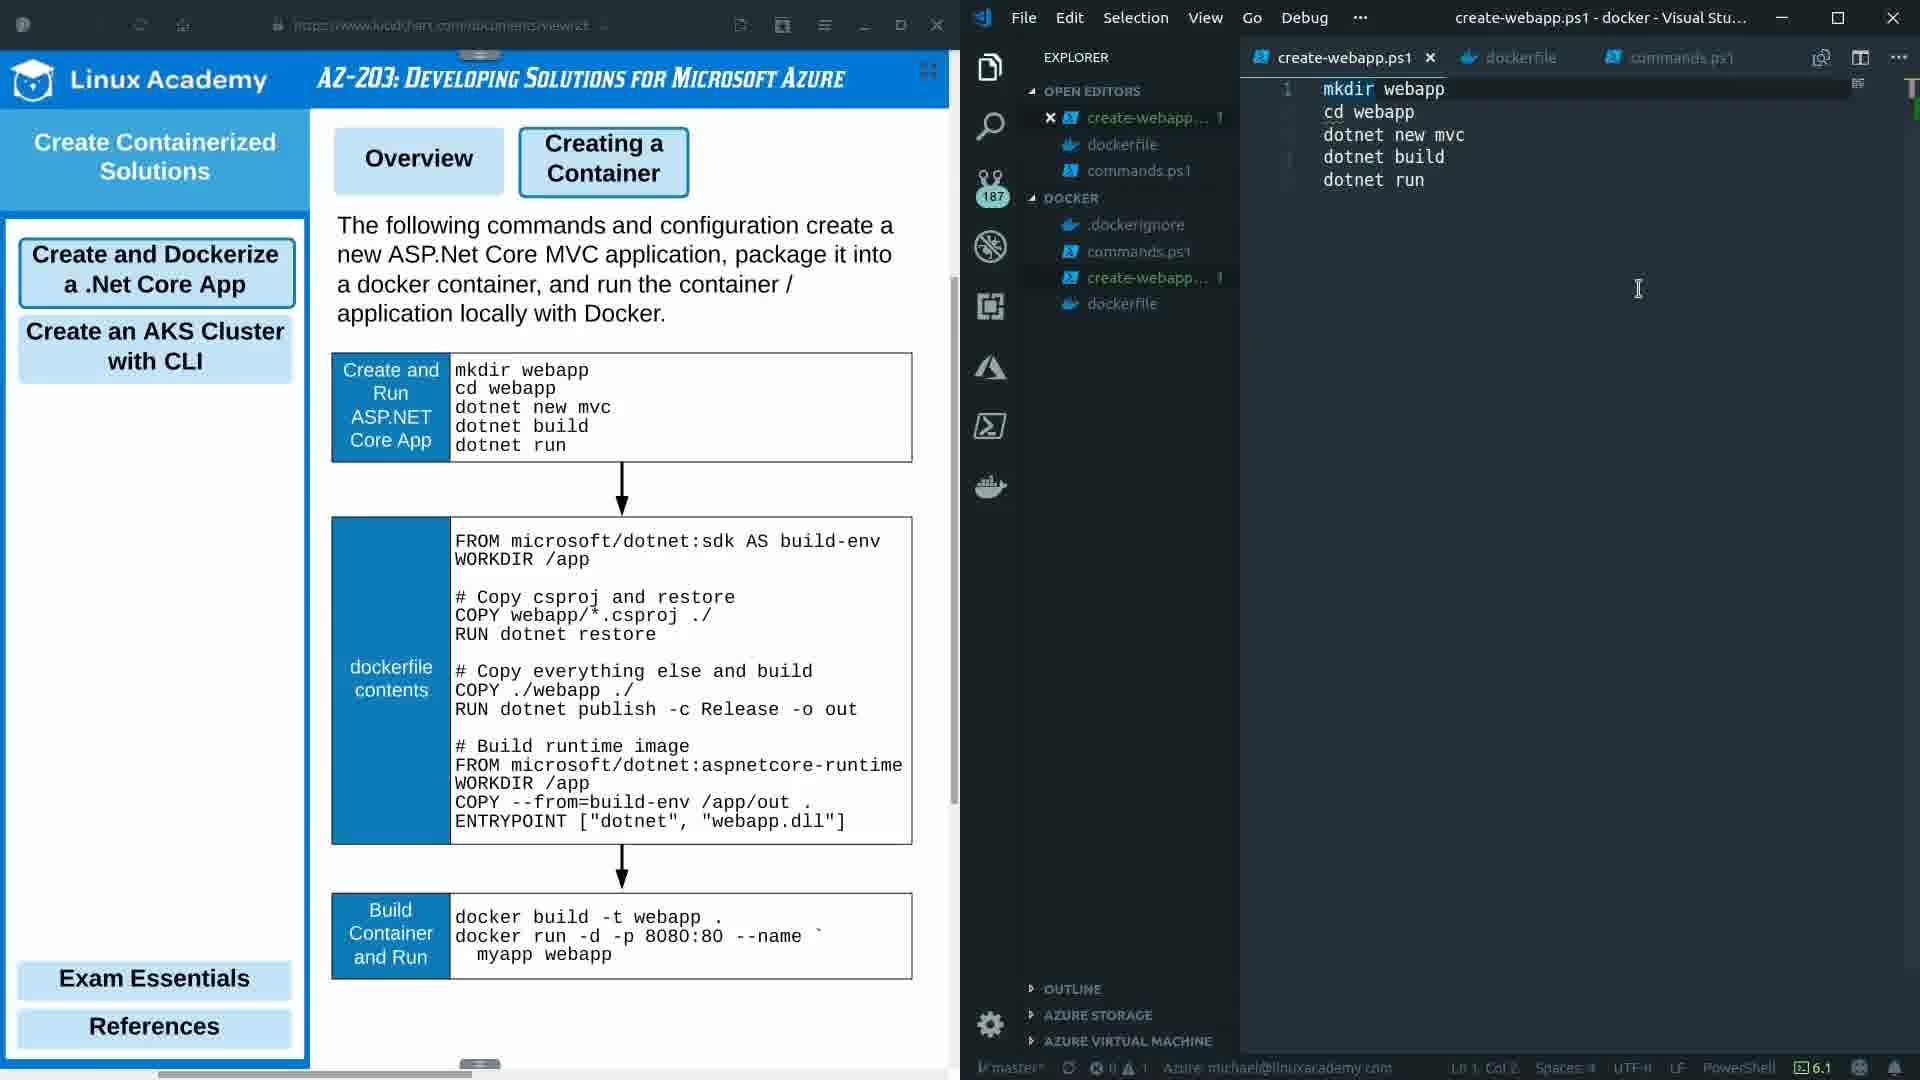 https://www.lucidchart.com/documents/view/c2t
Linux Academy
AZ-203: Developing Solutions for Microsoft Azure
Create Containerized
Solutions
Create and Dockerize
a .Net Core App
Create an AKS Cluster
with CLI
Exam Essentials
References
Overview
Creating a
Container
The following commands and configuration create a
new ASP.Net Core MVC application, package it into
a docker container, and run the container /
application locally with Docker.
Create and
Run
ASP.NET
Core App
mkdir webapp
cd webapp
dotnet new mvc
dotnet build
dotnet run
dockerfile
contents
FROM microsoft/dotnet:sdk AS build-env
WORKDIR /app
# Copy csproj and restore
COPY webapp/*.csproj ./
RUN dotnet restore
# Copy everything else and build
COPY ./webapp ./
RUN dotnet publish -c Release -o out
# Build runtime image
FROM microsoft/dotnet:aspnetcore-runtime
WORKDIR /app
COPY --from=build-env /app/out .
ENTRYPOINT ["dotnet", "webapp.dll"]
Build
Container
and Run
docker build -t webapp .
docker run -d -p 8080:80 --name `
myapp webapp
File Edit Selection View Go Debug ··· create-webapp.ps1 - docker - Visual Stu...
EXPLORER
OPEN EDITORS
create-webapp... 1
dockerfile
commands.ps1
DOCKER
.dockerignore
commands.ps1
create-webapp... 1
dockerfile
187
OUTLINE
AZURE STORAGE
AZURE VIRTUAL MACHINE
create-webapp.ps1 dockerfile commands.ps1
1 mkdir webapp
cd webapp
dotnet new mvc
dotnet build
dotnet run
master* 0 1 Azure: michael@linuxacademy.com Ln 1, Col 2 Spaces: 4 UTF-8 LF PowerShell 6.1